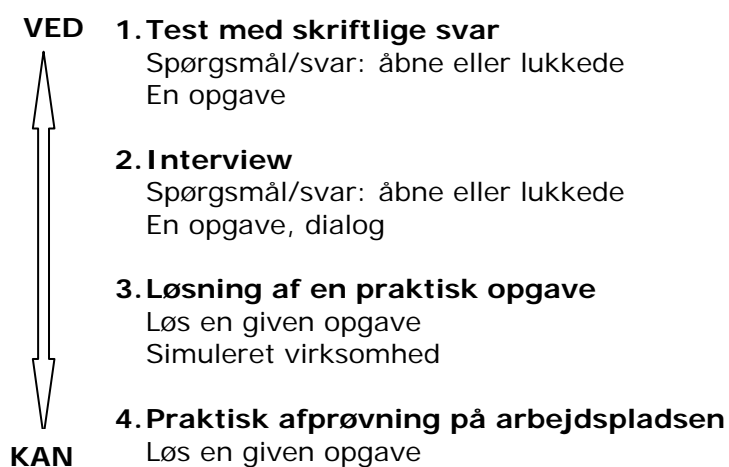 VED 1. Test med skriftlige svar
Spørgsmål/svar: åbne eller lukkede
En opgave
2. Interview
Spørgsmål/svar: åbne eller lukkede
En opgave, dialog
3. Løsning af en praktisk opgave
Løs en given opgave
Simuleret virksomhed
4. Praktisk afprøvning på arbejdspladsen
KAN Løs en given opgave